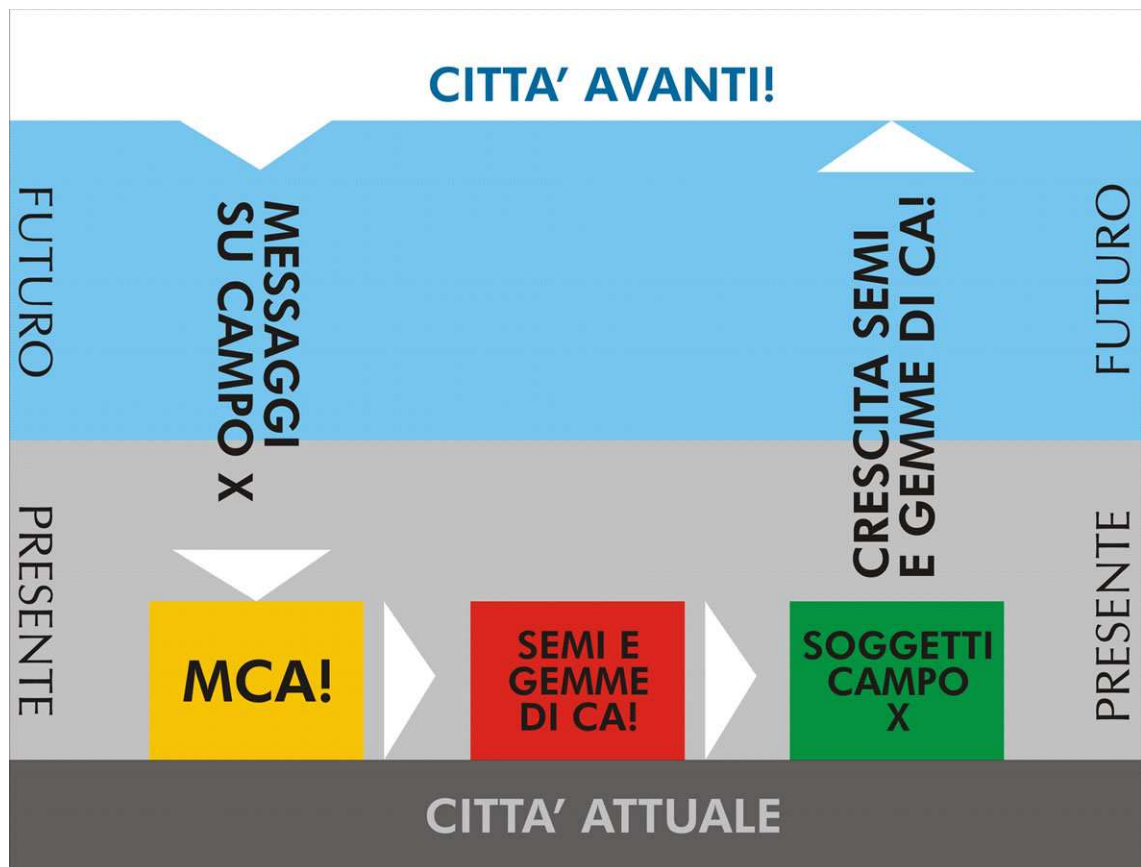 CITTA' AVANTI!
FUTURO
MESSAGGI
SU CAMPO X
CRESCITA SEMI
E GEMME DI CA!
FUTURO
PRESENTE
MCA!
SEMI E
GEMME
DI CA!
SOGGETTI
CAMPO
X
PRESENTE
CITTA' ATTUALE